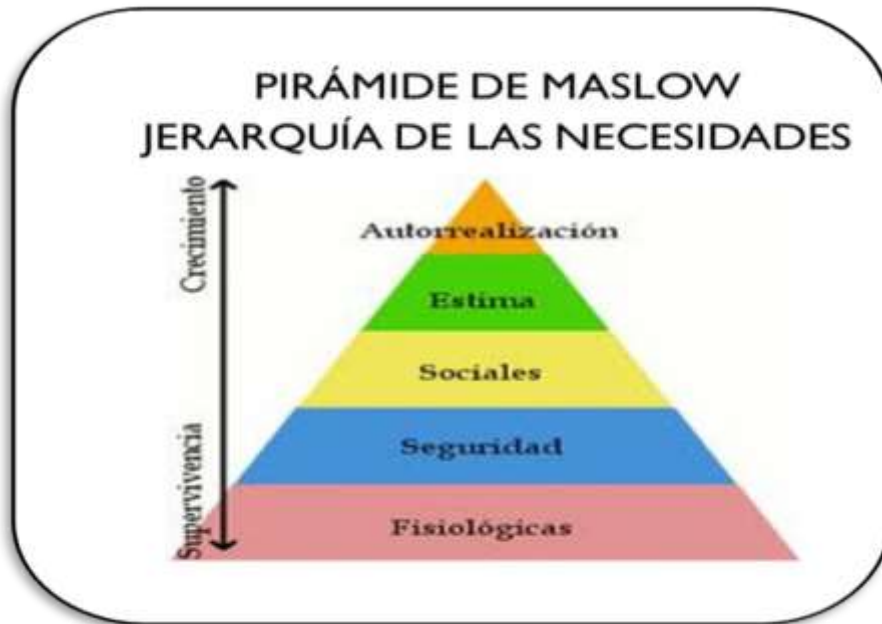 PIRÁMIDE DE MASLOW
JERARQUÍA DE LAS NECESIDADES
Crecimiento
Supervivencia
Autorrealización
Estima
Sociales
Seguridad
Fisiológicas